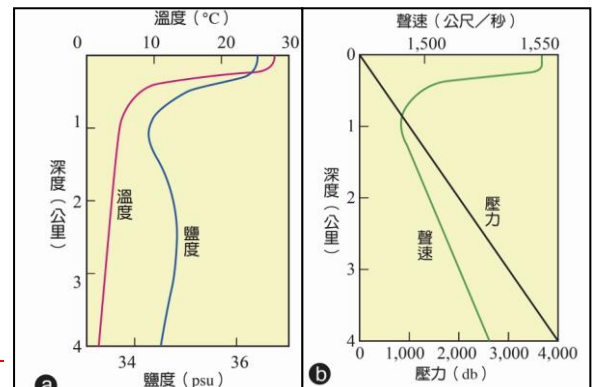 溫度（°C）
0 10 20 30
1
2
3
4
深度（公里）
溫度
鹽度
34 36
鹽度（psu）
a
聲速（公尺／秒）
1,500 1,550
0
1
2
3
4
深度（公里）
壓力
聲速
0 1,000 2,000 3,000 4,000
壓力（db）
b